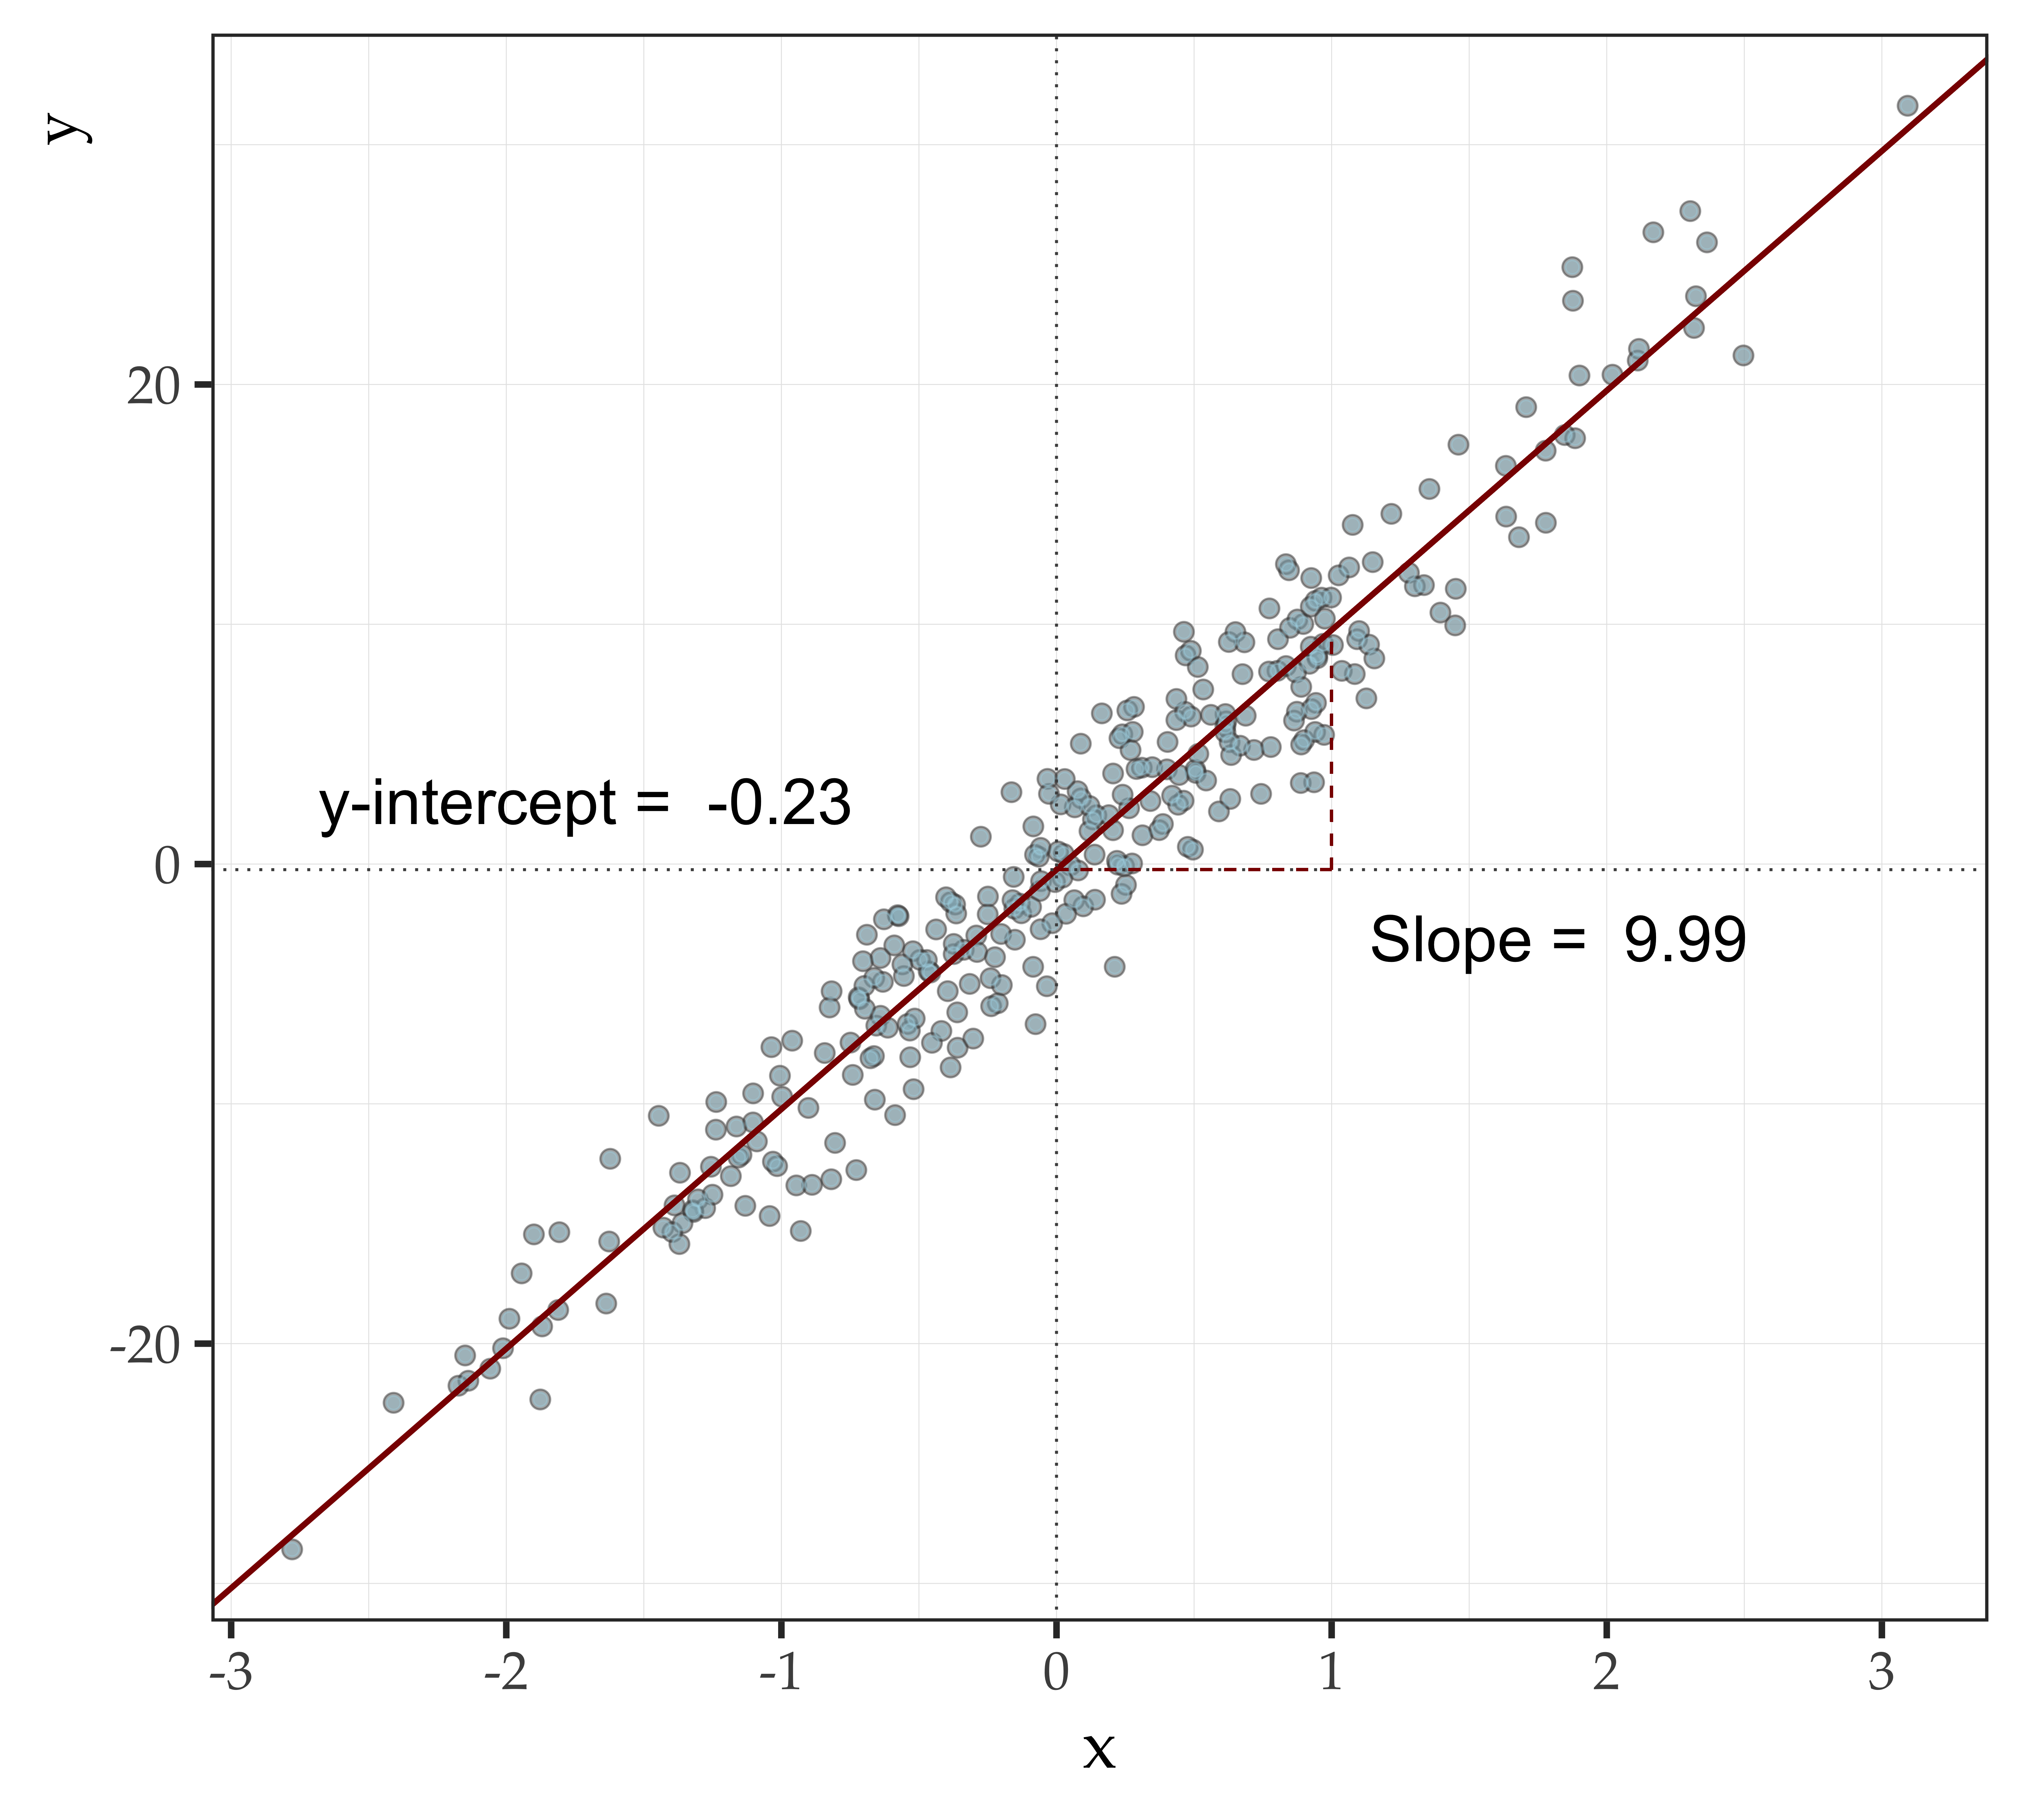 y
20
0
-20
y-intercept = -0.23
Slope = 9.99
-3 -2 -1 0 1 2 3
x